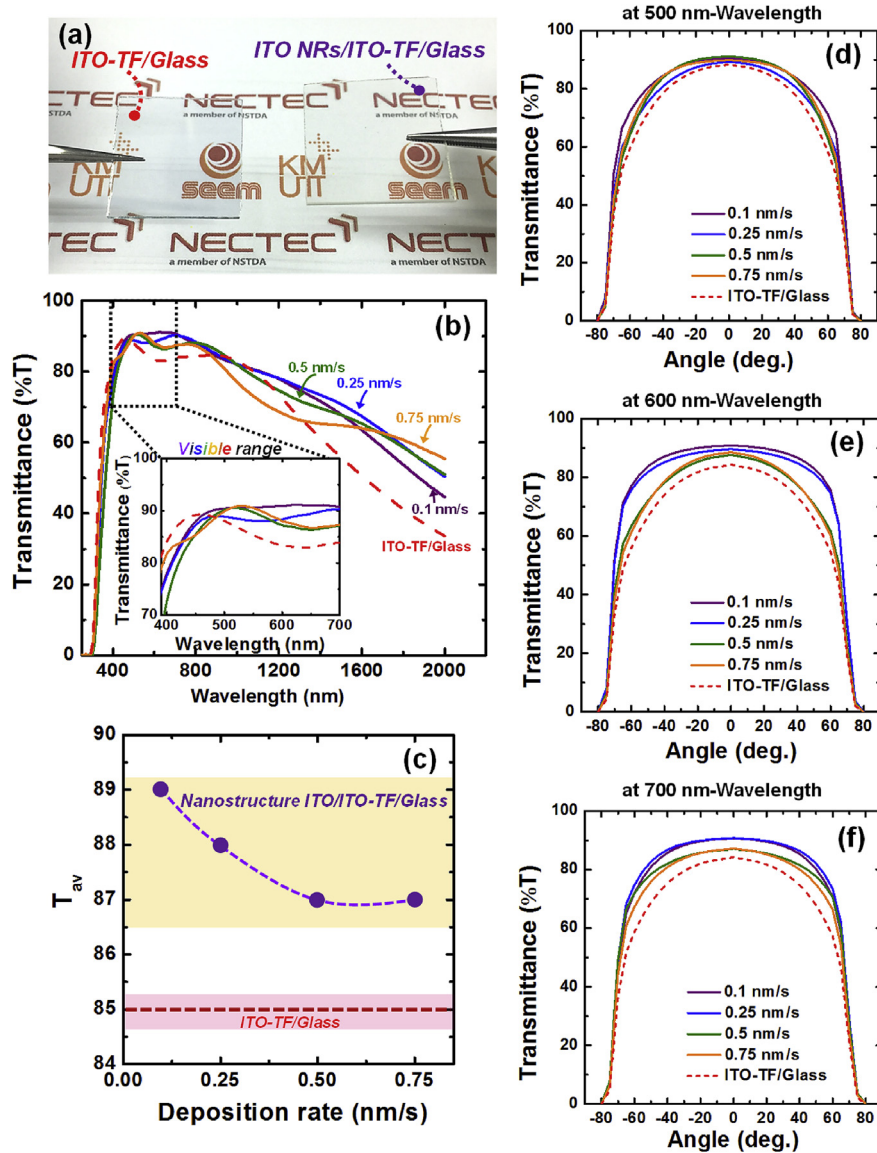 (a)
ITO-TF/Glass
ITO NRs/ITO-TF/Glass
NECTEC
a member of NSTDA
NECTEC
a member of NSTDA
KM
UTT
seem
KM
UTT
seem
NECTEC
a member of NSTDA
NECTEC
a member of NSTDA
(b)
Transmittance (%T)
100
80
60
40
20
0
0.5 nm/s
0.25 nm/s
0.75 nm/s
0.1 nm/s
ITO-TF/Glass
Visible range
Transmittance (%T)
100
90
80
70
400 500 600 700
Wavelength (nm)
400 800 1200 1600 2000
Wavelength (nm)
(c)
Tav
90
89
88
87
86
85
84
Nanostructure ITO/ITO-TF/Glass
ITO-TF/Glass
0.00 0.25 0.50 0.75
Deposition rate (nm/s)
at 500 nm-Wavelength
(d)
Transmittance (%T)
100
80
60
40
20
0
0.1 nm/s
0.25 nm/s
0.5 nm/s
0.75 nm/s
ITO-TF/Glass
-80 -60 -40 -20 0 20 40 60 80
Angle (deg.)
at 600 nm-Wavelength
(e)
Transmittance (%T)
100
80
60
40
20
0
0.1 nm/s
0.25 nm/s
0.5 nm/s
0.75 nm/s
ITO-TF/Glass
-80 -60 -40 -20 0 20 40 60 80
Angle (deg.)
at 700 nm-Wavelength
(f)
Transmittance (%T)
100
80
60
40
20
0
0.1 nm/s
0.25 nm/s
0.5 nm/s
0.75 nm/s
ITO-TF/Glass
-80 -60 -40 -20 0 20 40 60 80
Angle (deg.)